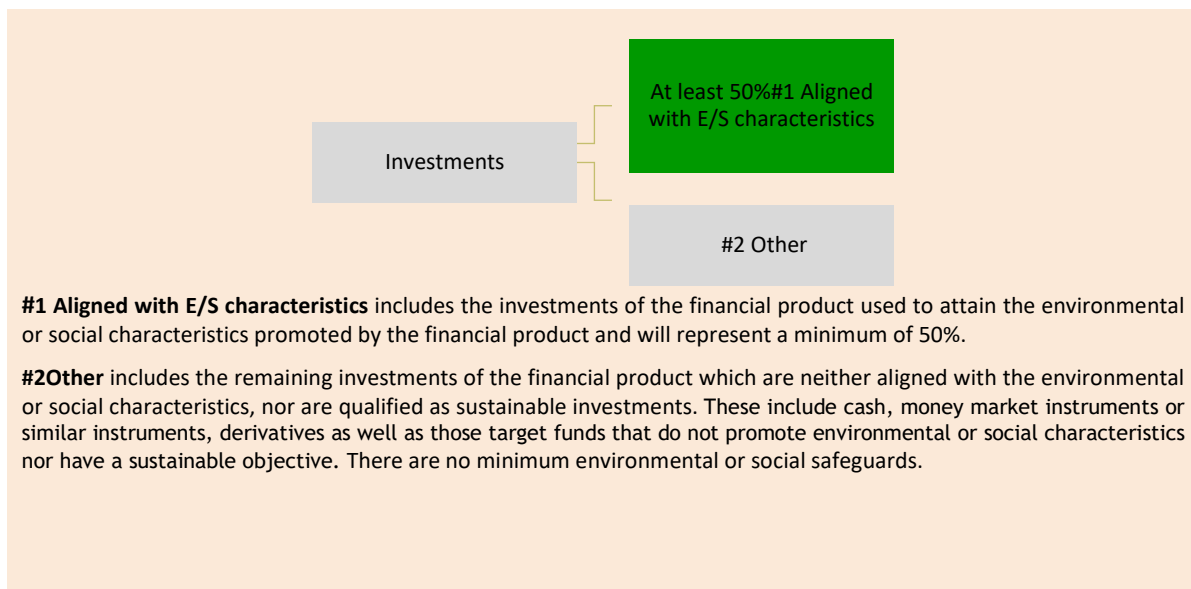 At least 50%#1 Aligned
with E/S characteristics
Investments
#2 Other
#1 Aligned with E/S characteristics includes the investments of the financial product used to attain the environmental
or social characteristics promoted by the financial product and will represent a minimum of 50%.
#2Other includes the remaining investments of the financial product which are neither aligned with the environmental
or social characteristics, nor are qualified as sustainable investments. These include cash, money market instruments or
similar instruments, derivatives as well as those target funds that do not promote environmental or social characteristics
nor have a sustainable objective. There are no minimum environmental or social safeguards.